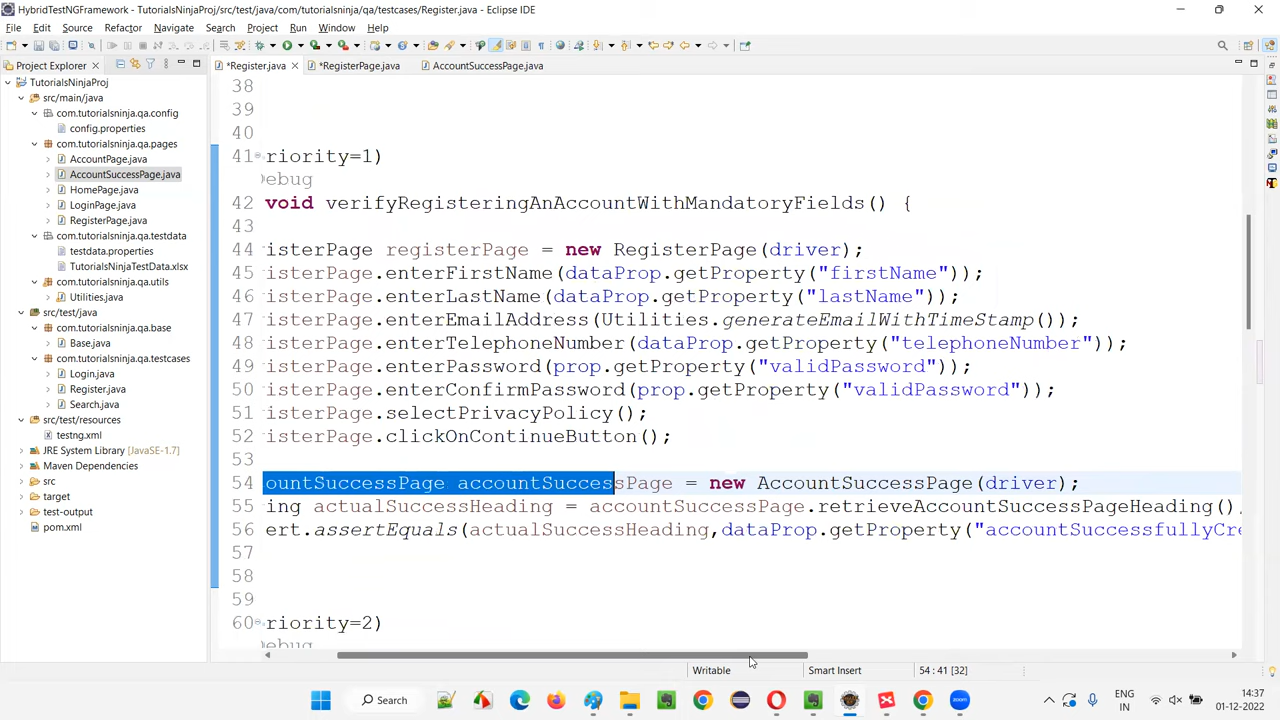 HybridTestNGFramework - TutorialsNinjaProj/src/test/java/com/tutorialsninja/qa/testcases/Register.java - Eclipse IDE
File Edit Source Refactor Navigate Search Project Run Window Help
Project Explorer
*Register.java
*RegisterPage.java
AccountSuccessPage.java
TutorialsNinjaProj
src/main/java
com.tutorialsninja.qa.config
config.properties
com.tutorialsninja.qa.pages
AccountPage.java
AccountSuccessPage.java
HomePage.java
LoginPage.java
RegisterPage.java
com.tutorialsninja.qa.testdata
testdata.properties
TutorialsNinjaTestData.xlsx
com.tutorialsninja.qa.utils
Utilities.java
src/test/java
com.tutorialsninja.qa.base
Base.java
com.tutorialsninja.qa.testcases
Login.java
Register.java
Search.java
src/test/resources
testng.xml
JRE System Library [JavaSE-1.7]
Maven Dependencies
src
target
test-output
pom.xml
38
39
40
41 riority=1)
ebug
42 void verifyRegisteringAnAccountWithMandatoryFields() {
43
44 isterPage registerPage = new RegisterPage(driver);
45 isterPage.enterFirstName(dataProp.getProperty("firstName"));
46 isterPage.enterLastName(dataProp.getProperty("lastName"));
47 isterPage.enterEmailAddress(Utilities.generateEmailWithTimeStamp());
48 isterPage.enterTelephoneNumber(dataProp.getProperty("telephoneNumber"));
49 isterPage.enterPassword(prop.getProperty("validPassword"));
50 isterPage.enterConfirmPassword(prop.getProperty("validPassword"));
51 isterPage.selectPrivacyPolicy();
52 isterPage.clickOnContinueButton();
53
54 ountSuccessPage accountSuccessPage = new AccountSuccessPage(driver);
55 ing actualSuccessHeading = accountSuccessPage.retrieveAccountSuccessPageHeading()
56 ert.assertEquals(actualSuccessHeading,dataProp.getProperty("accountSuccessfullyCre
57
58
59
60 riority=2)
ebug
Writable
Smart Insert
54 : 41 [32]
Search
ENG
IN
14:37
01-12-2022